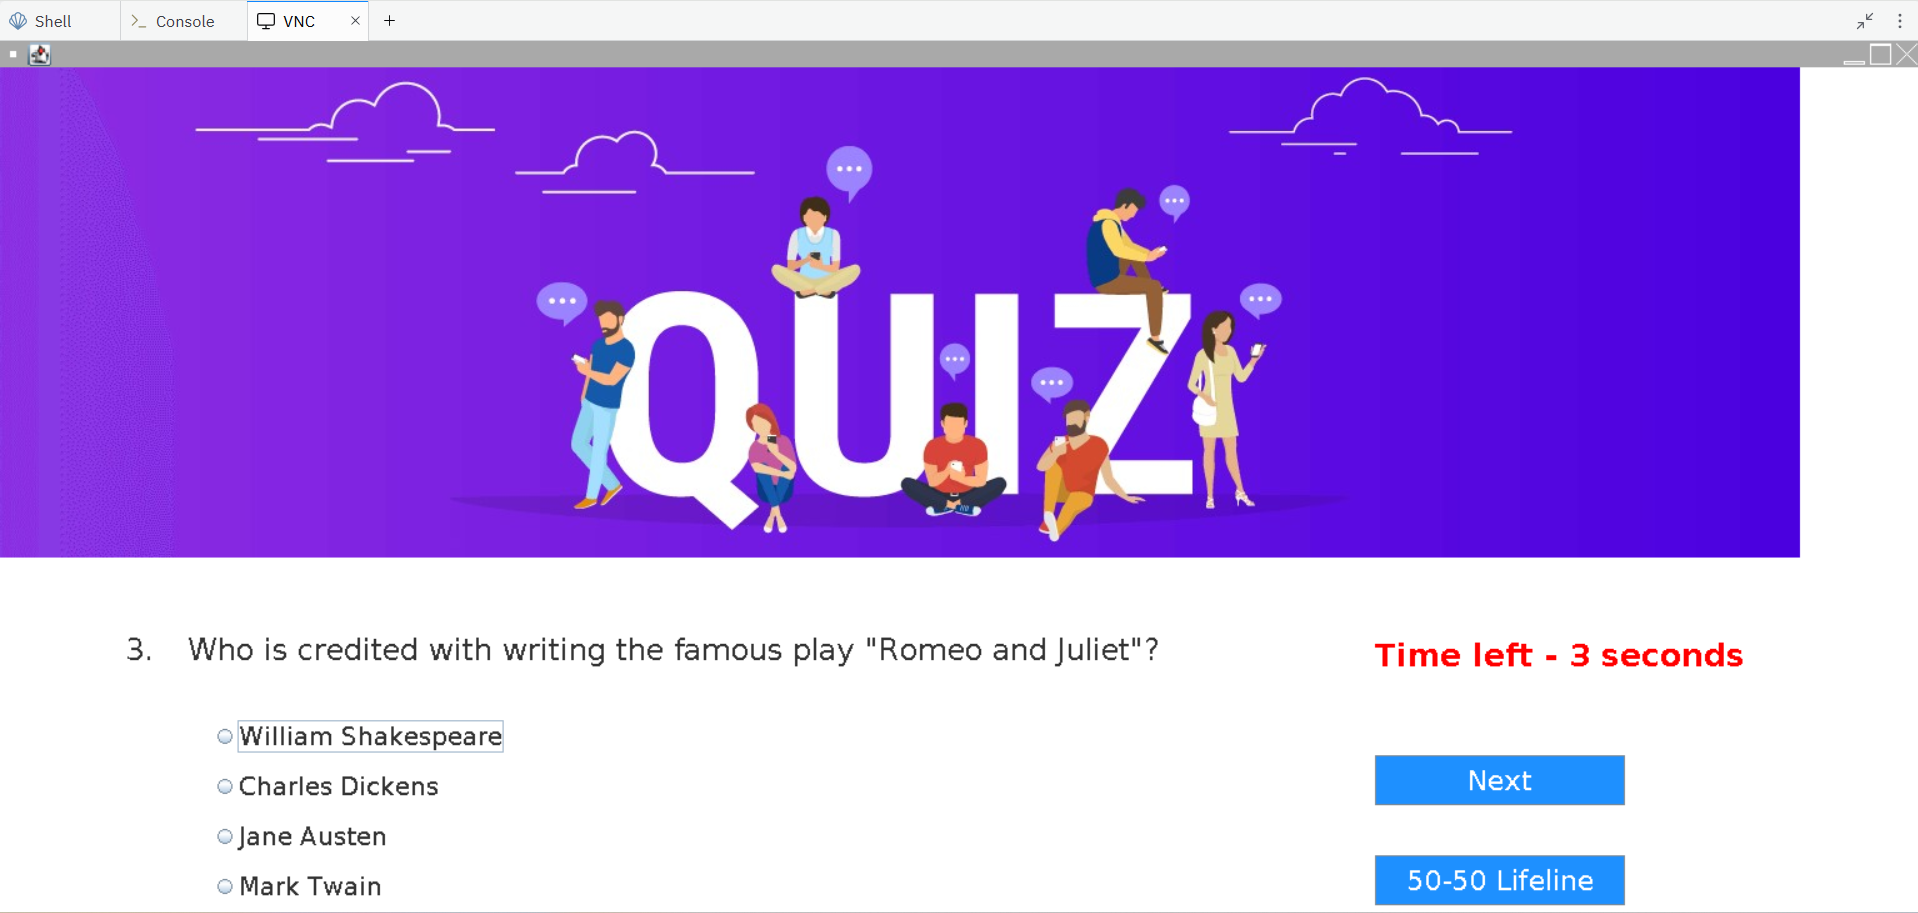 Shell
Console
VNC
QUIZ
3. Who is credited with writing the famous play "Romeo and Juliet"?
Time left - 3 seconds
William Shakespeare
Charles Dickens
Jane Austen
Mark Twain
Next
50-50 Lifeline